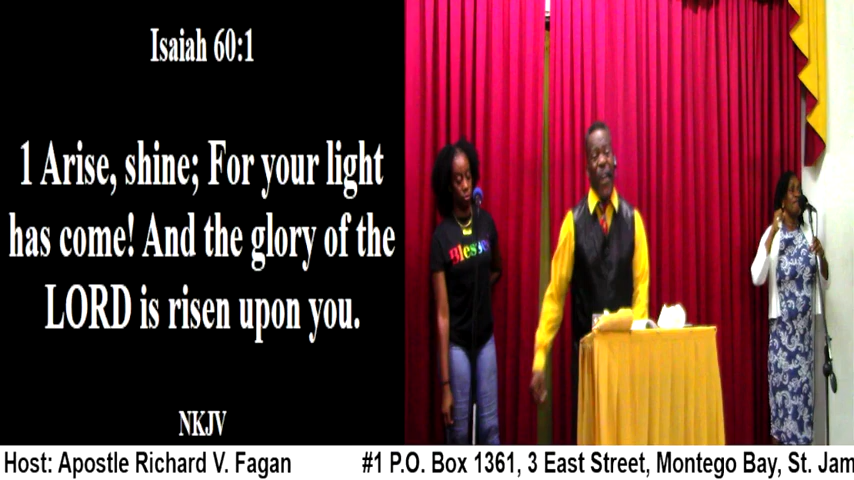 Isaiah 60:1
1 Arise, shine; For your light
has come! And the glory of the
LORD is risen upon you.
NKJV
Blessed
Host: Apostle Richard V. Fagan
#1 P.O. Box 1361, 3 East Street, Montego Bay, St. Jam